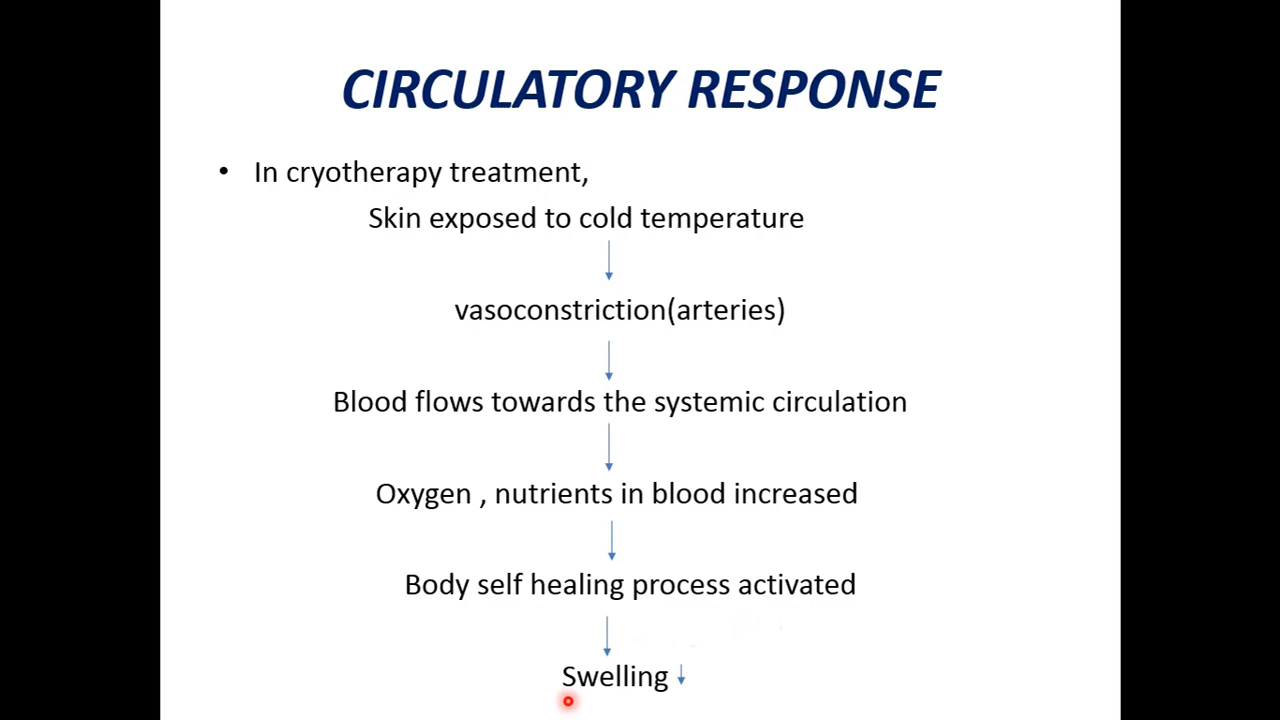 CIRCULATORY RESPONSE
• In cryotherapy treatment,
Skin exposed to cold temperature
vasoconstriction(arteries)
Blood flows towards the systemic circulation
Oxygen , nutrients in blood increased
Body self healing process activated
Swelling ↓